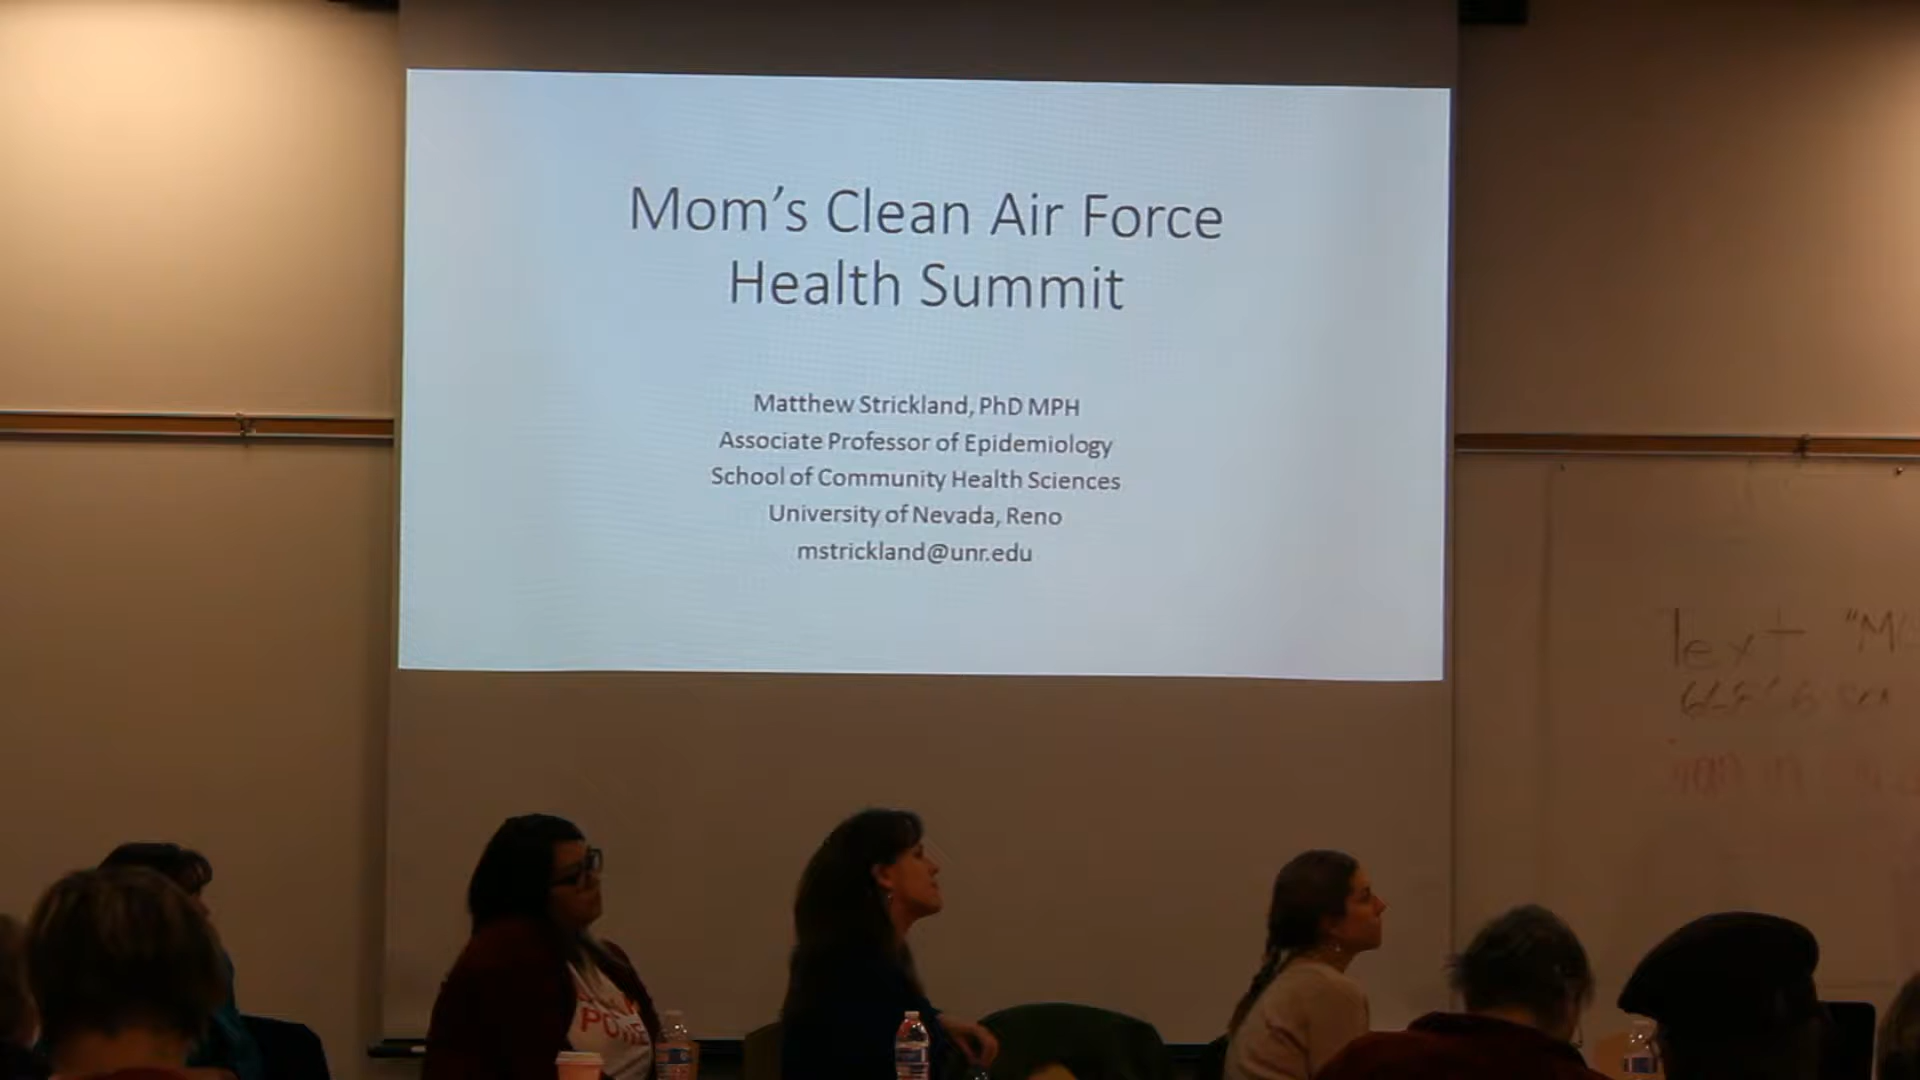 Mom’s Clean Air Force
Health Summit
Matthew Strickland, PhD MPH
Associate Professor of Epidemiology
School of Community Health Sciences
University of Nevada, Reno
mstrickland@unr.edu
Text